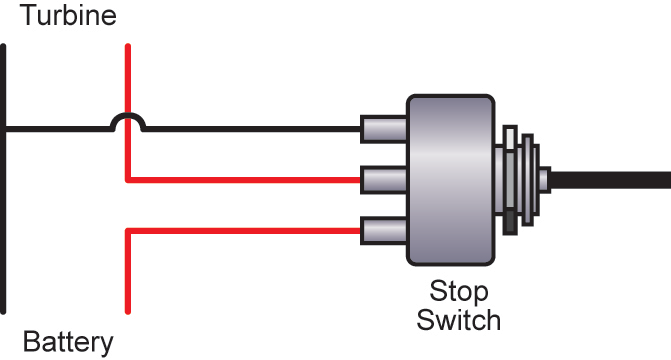 Turbine
Stop
Switch
Battery